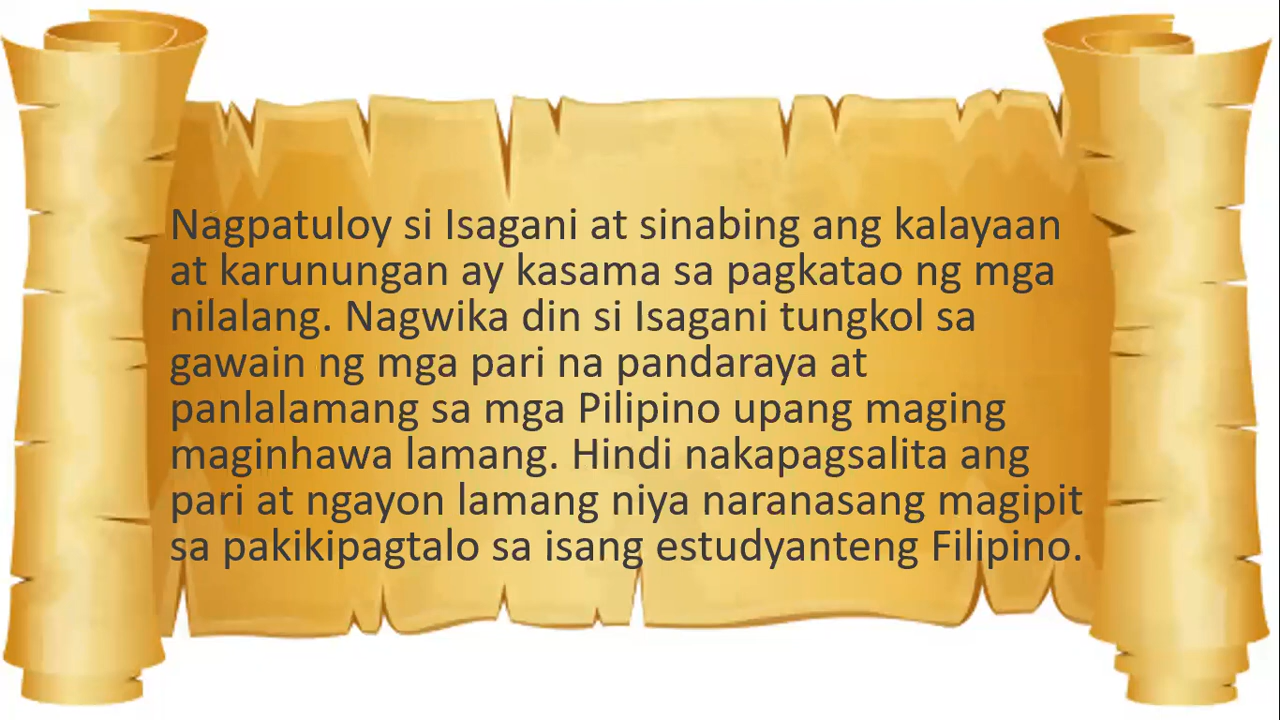 Nagpatuloy si Isagani at sinabing ang kalayaan
at karunungan ay kasama sa pagkatao ng mga
nilalang. Nagwika din si Isagani tungkol sa
gawain ng mga pari na pandaraya at
panlalamang sa mga Pilipino upang maging
maginhawa lamang. Hindi nakapagsalita ang
pari at ngayon lamang niya naranasang magipit
sa pakikipagtalo sa isang estudyanteng Filipino.